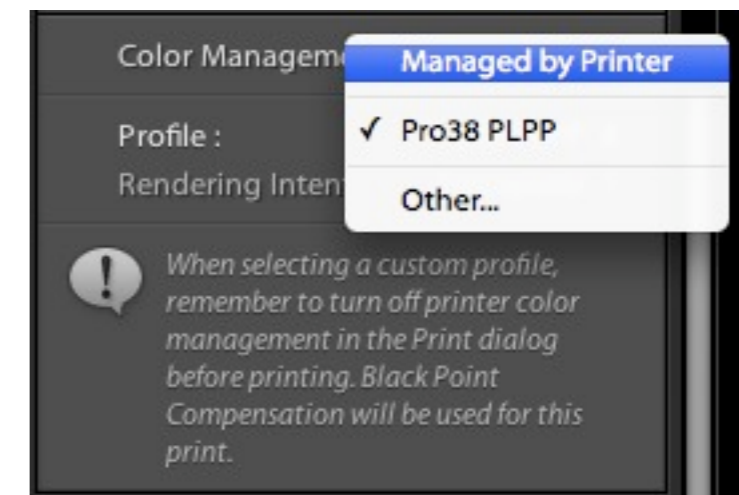 Color Managem
Managed by Printer
Profile :
✓ Pro38 PLPP
Rendering Inten
Other...
When selecting a custom profile,
remember to turn off printer color
management in the Print dialog
before printing. Black Point
Compensation will be used for this
print.